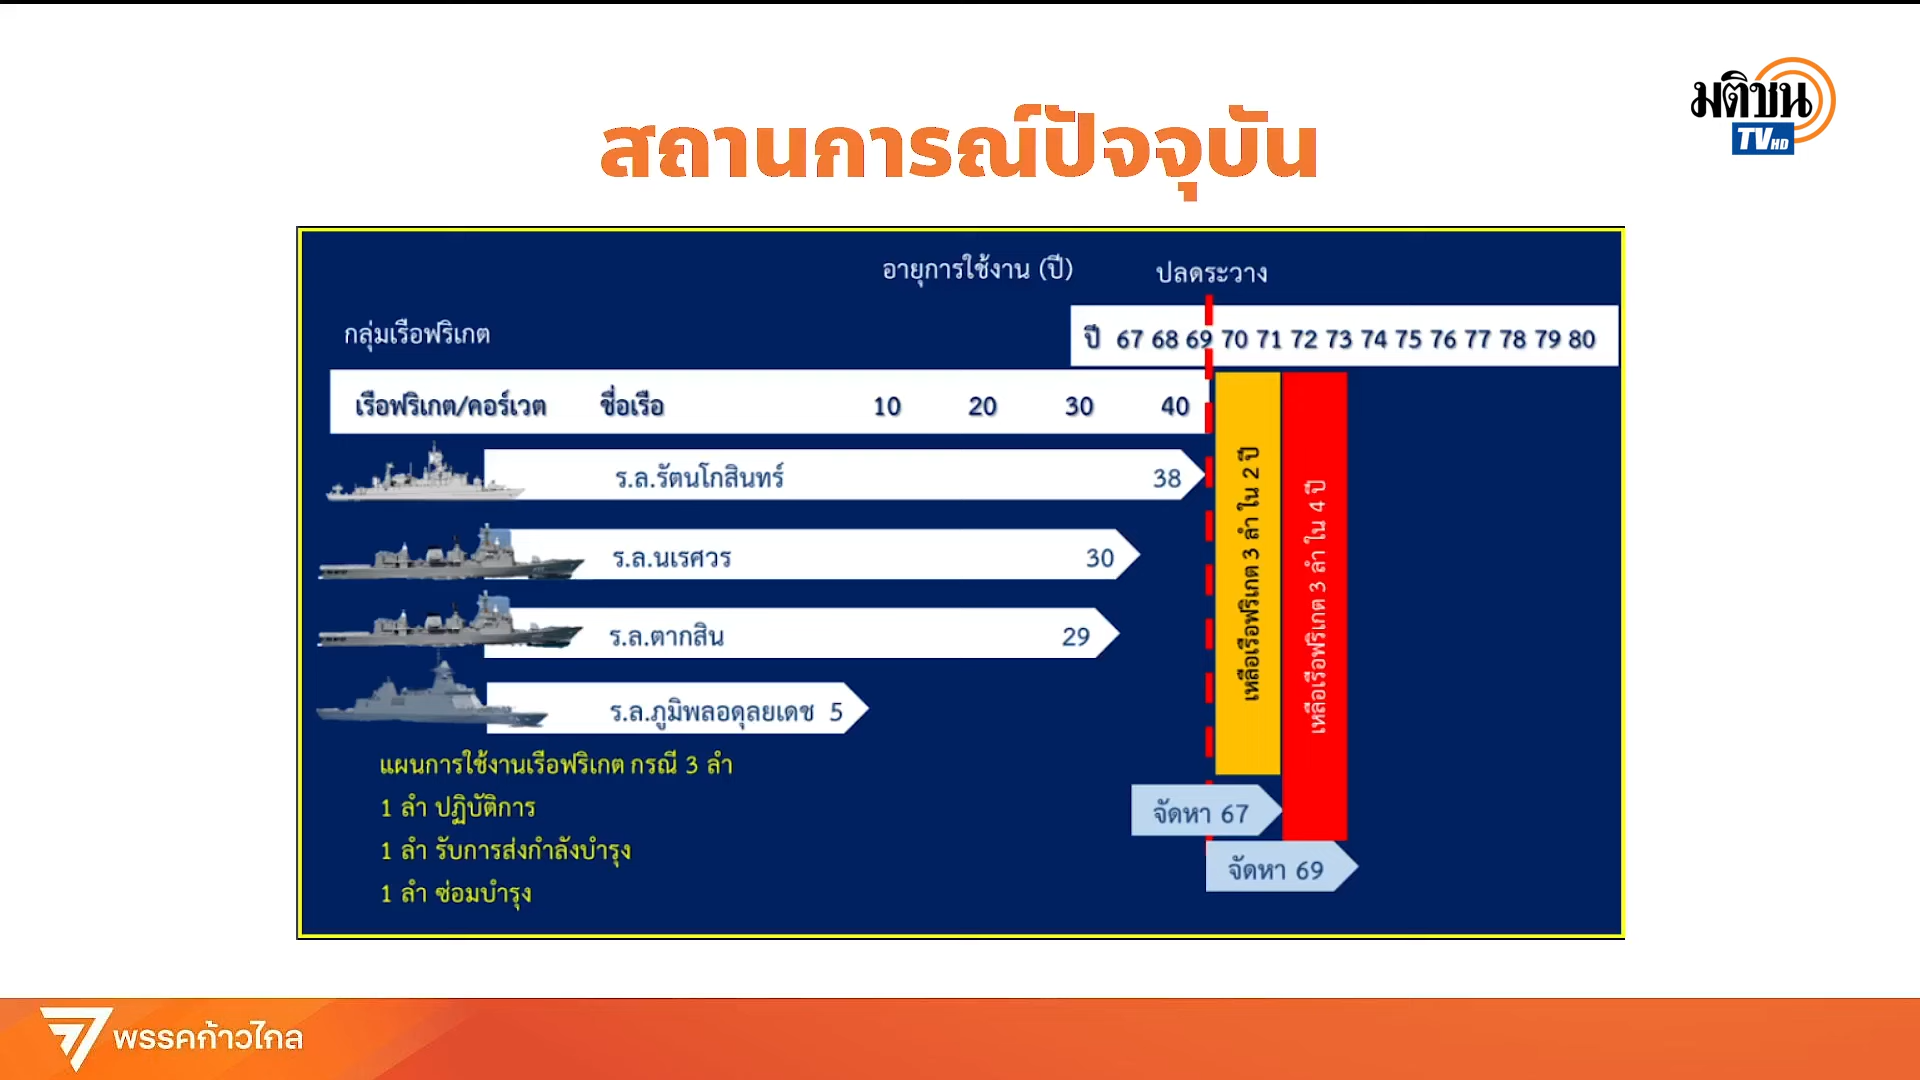 มติชน
TV HD
สถานการณ์ปัจจุบัน
อายุการใช้งาน (ปี)
ปลดระวาง
กลุ่มเรือฟริเกต
ปี 67 68 69 70 71 72 73 74 75 76 77 78 79 80
เรือฟริเกต/คอร์เวต ชื่อเรือ 10 20 30 40
ร.ล.รัตนโกสินทร์ 38
ร.ล.นเรศวร 30
ร.ล.ตากสิน 29
ร.ล.ภูมิพลอดุลยเดช 5
เหลือเรือฟริเกต 3 ลำ ใน 2 ปี
เหลือเรือฟริเกต 3 ลำ ใน 4 ปี
แผนการใช้งานเรือฟริเกต กรณี 3 ลำ
1 ลำ ปฏิบัติการ
1 ลำ รับการส่งกำลังบำรุง
1 ลำ ซ่อมบำรุง
จัดหา 67
จัดหา 69
พรรคก้าวไกล